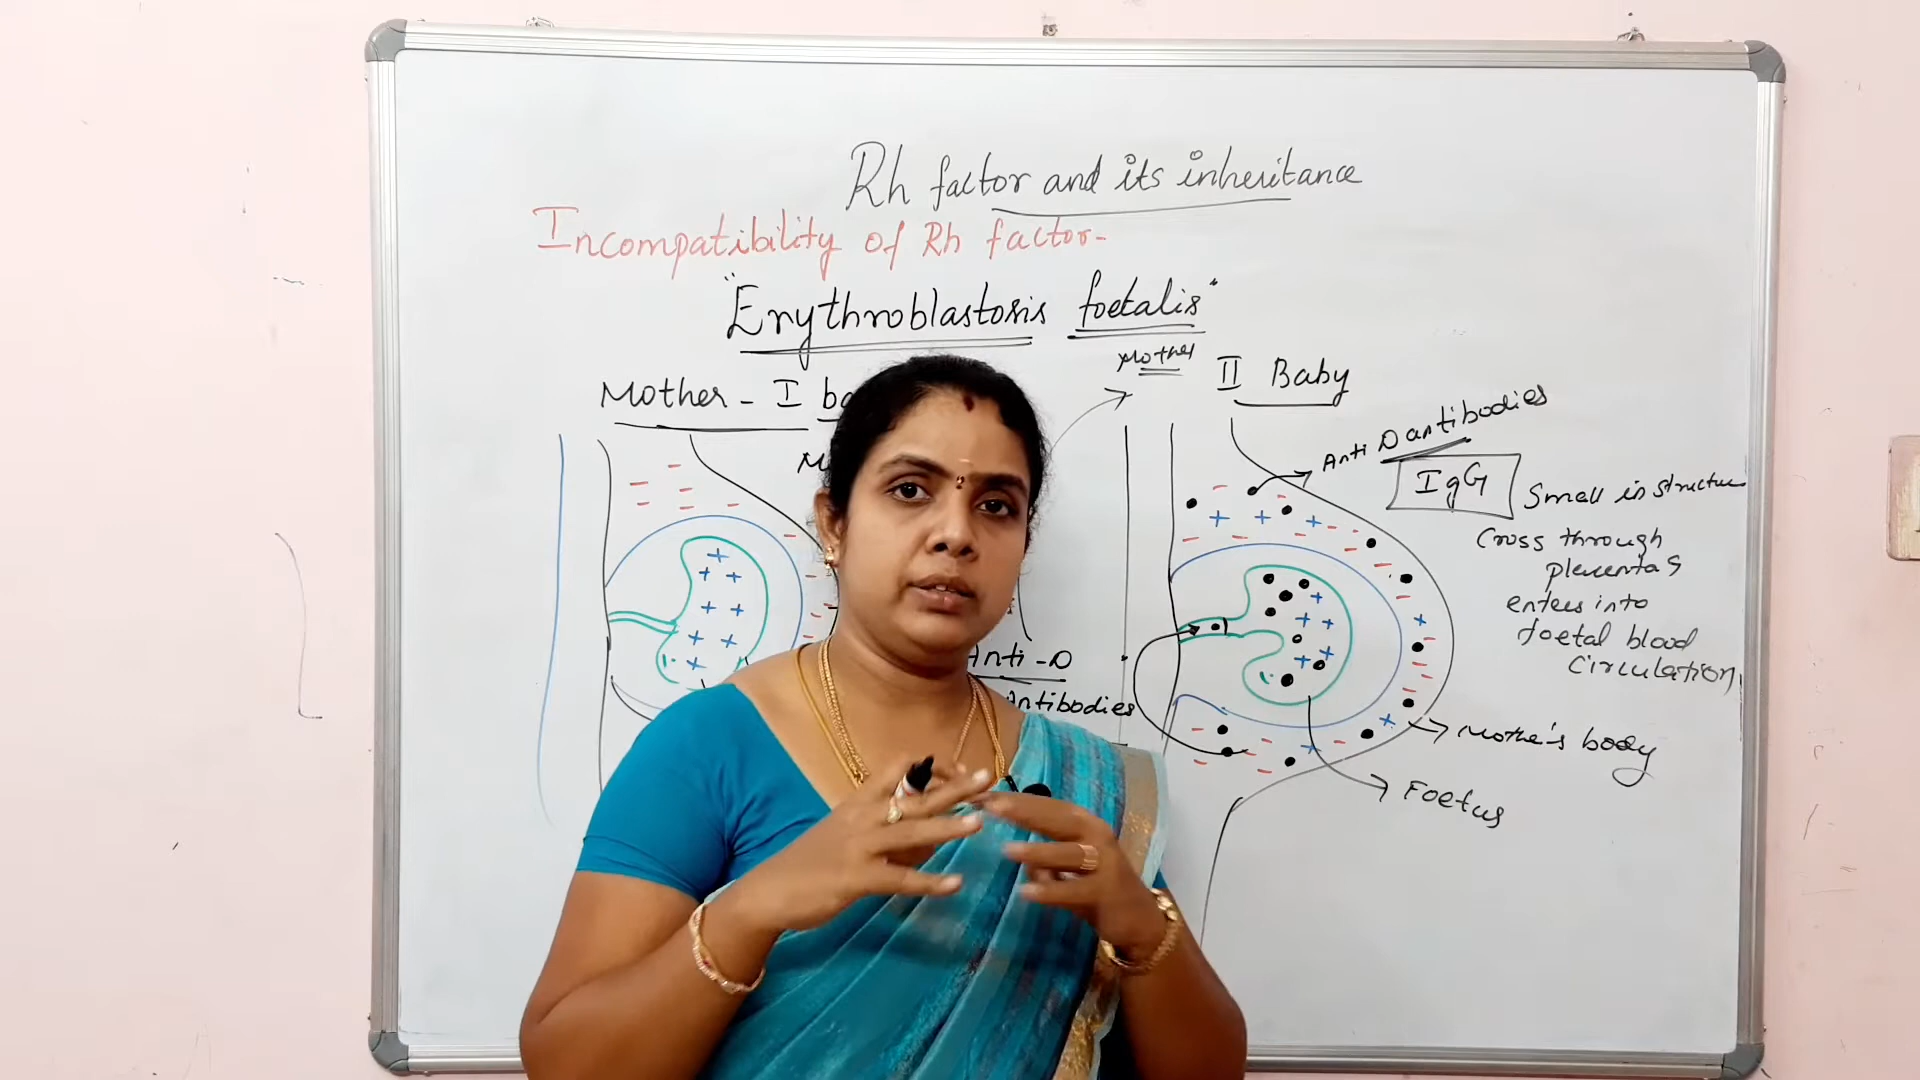 Rh factor and its inheritance
Incompatibility of Rh factor-
"Erythroblastosis foetalis"
Mother - I
Mother
II Baby
Anti D antibodies
IgG
Small in structure
Cross through
placenta &
enters into
foetal blood
circulation
Anti-D
Antibodies
Mother's body
Foetus